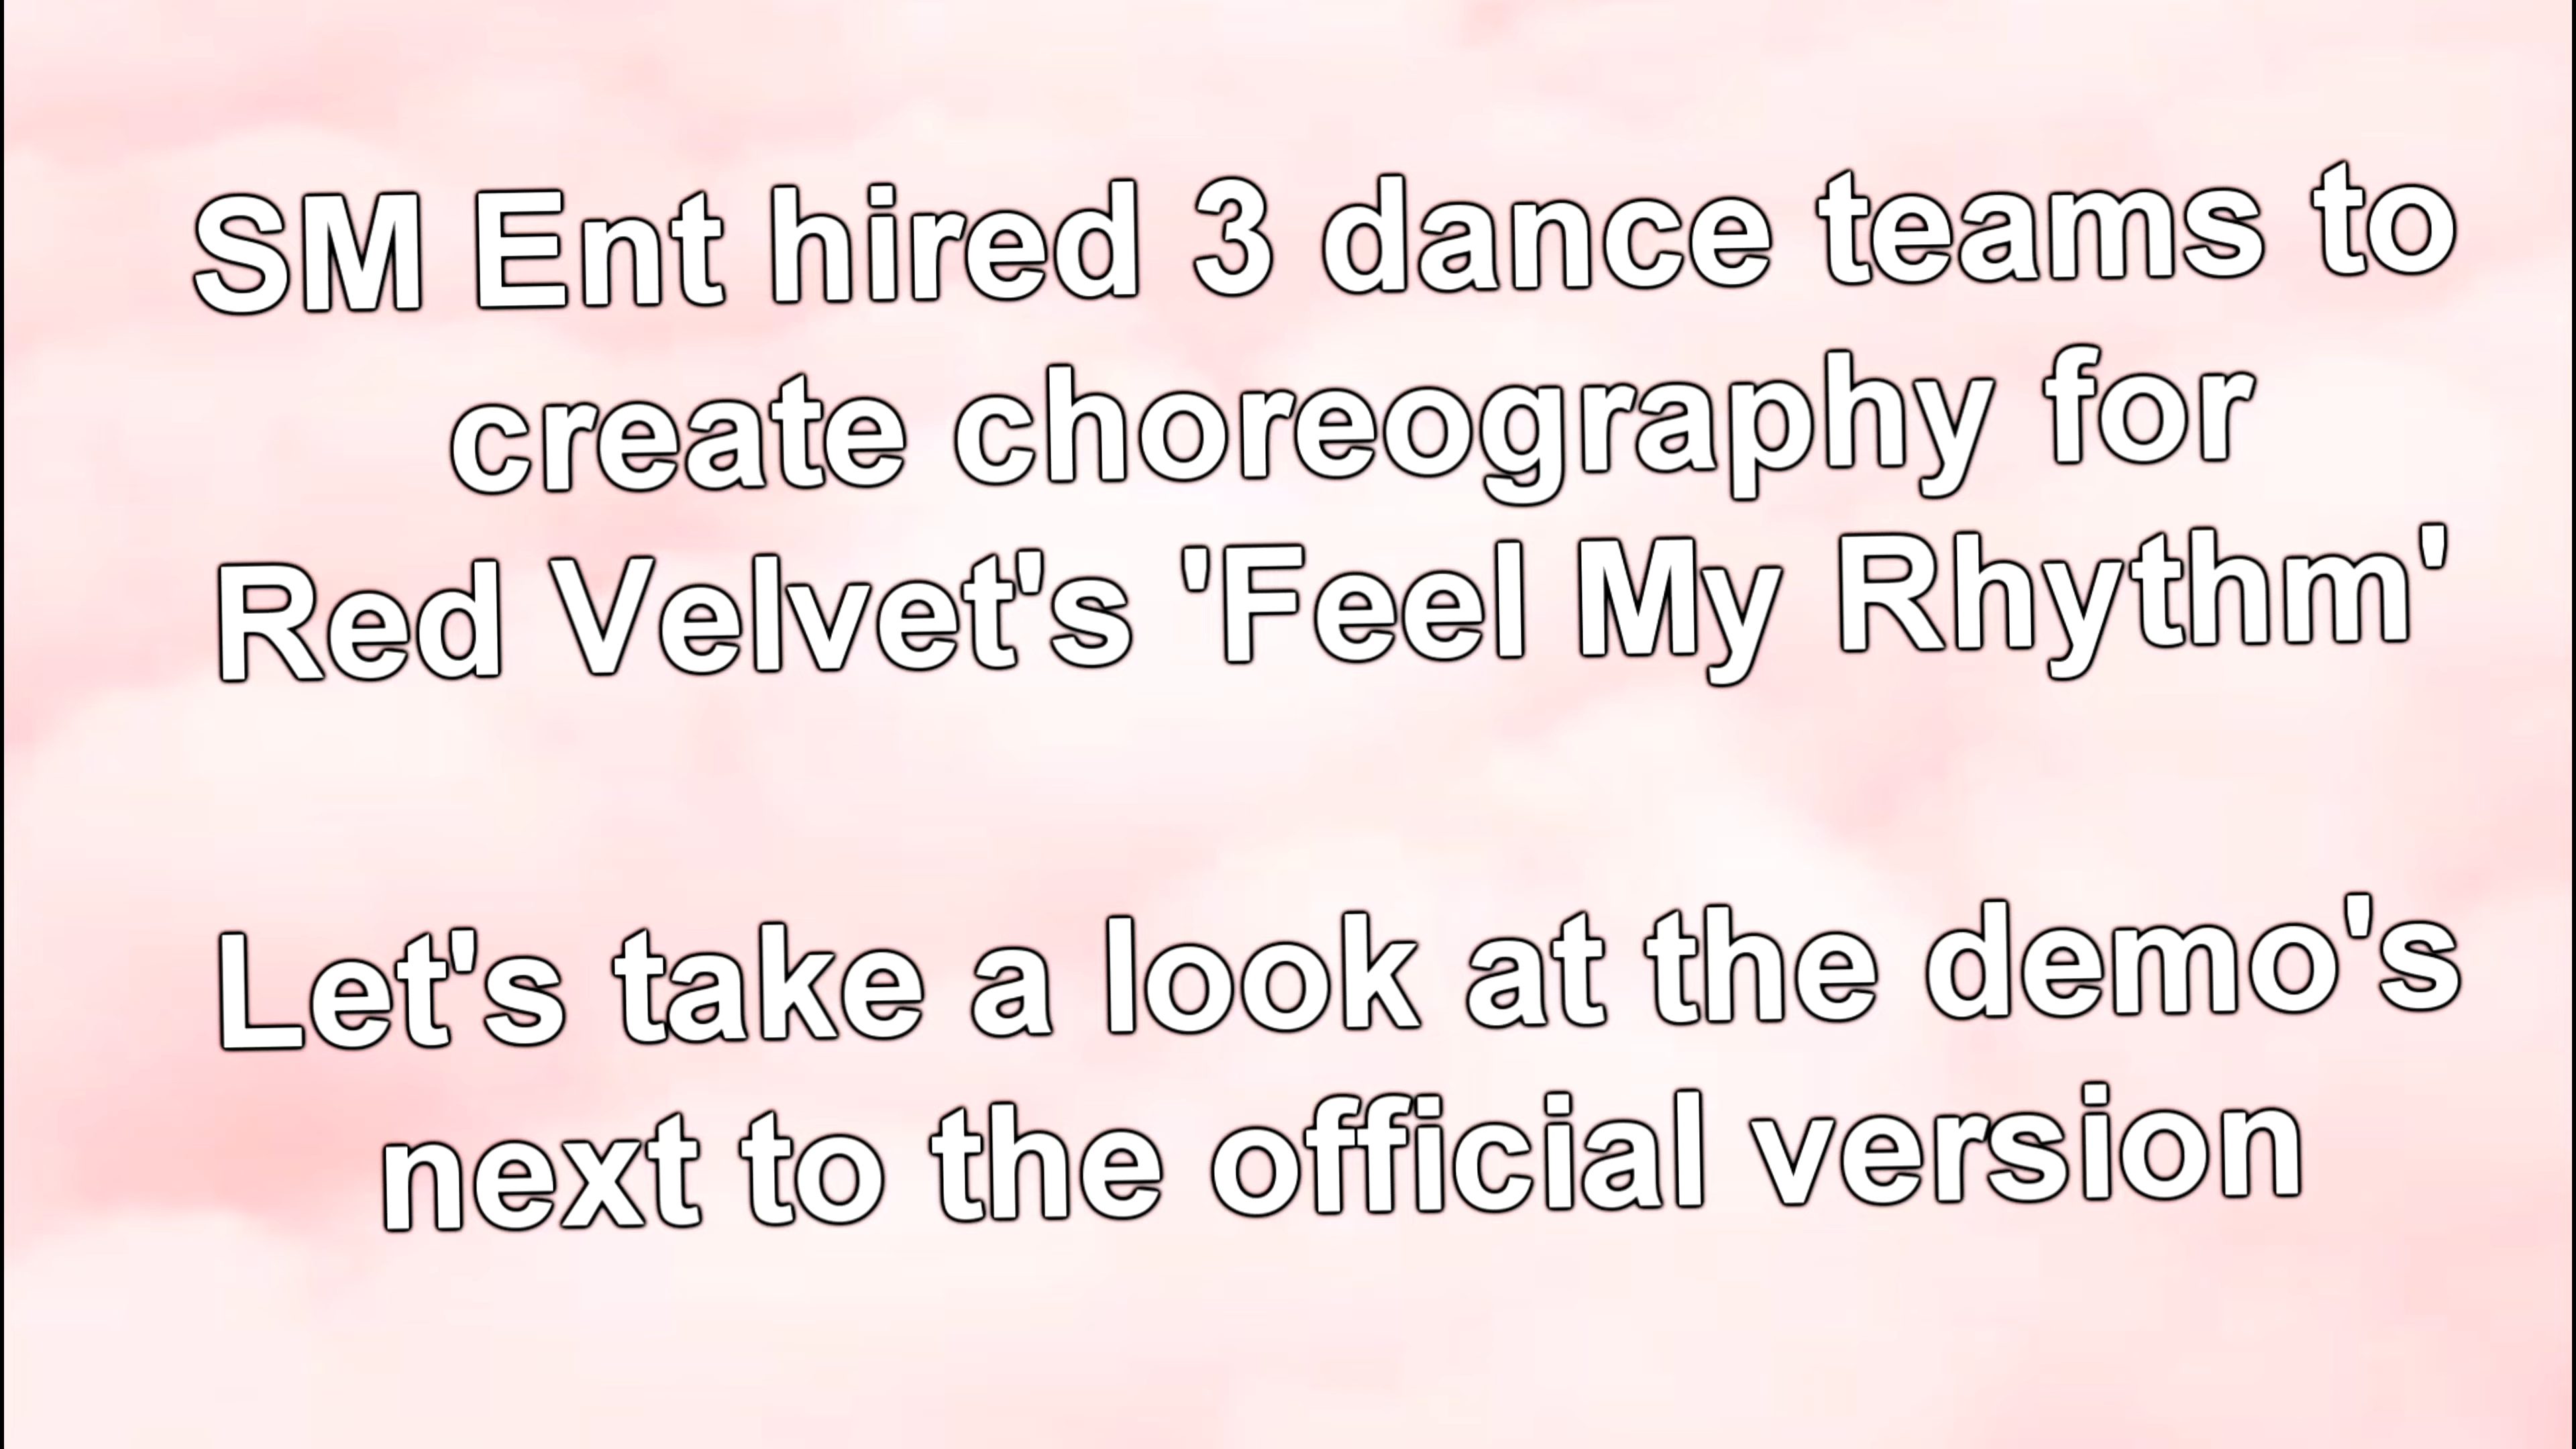 SM Ent hired 3 dance teams to
create choreography for
Red Velvet's 'Feel My Rhythm'
Let's take a look at the demo's
next to the official version